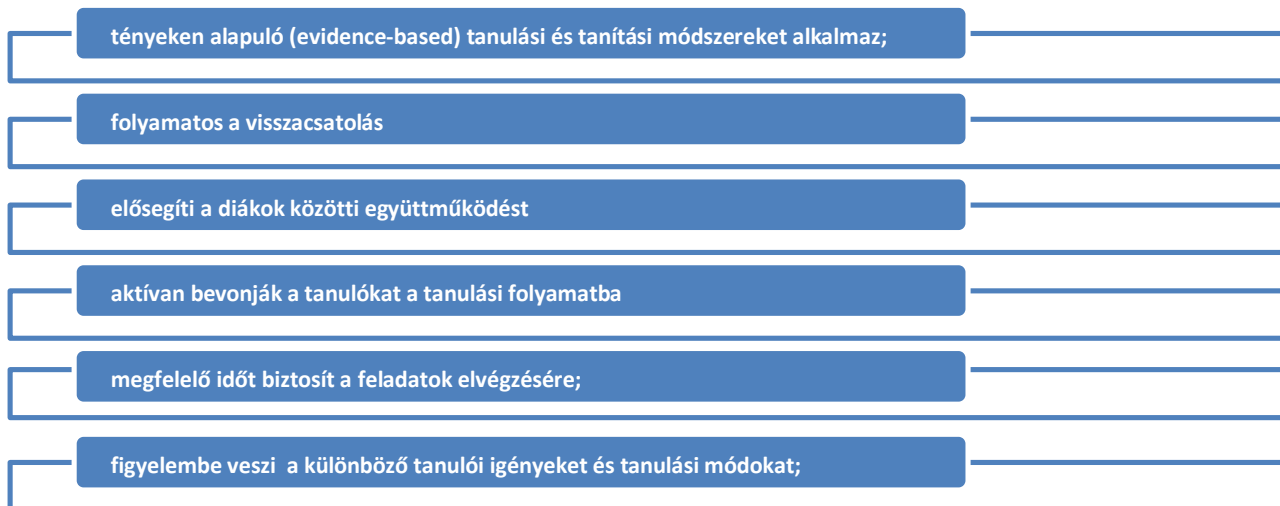 tényeken alapuló (evidence-based) tanulási és tanítási módszereket alkalmaz;
folyamatos a visszacsatolás
elősegíti a diákok közötti együttműködést
aktívan bevonják a tanulókat a tanulási folyamatba
megfelelő időt biztosít a feladatok elvégzésére;
figyelembe veszi  a különböző tanulói igényeket és tanulási módokat;